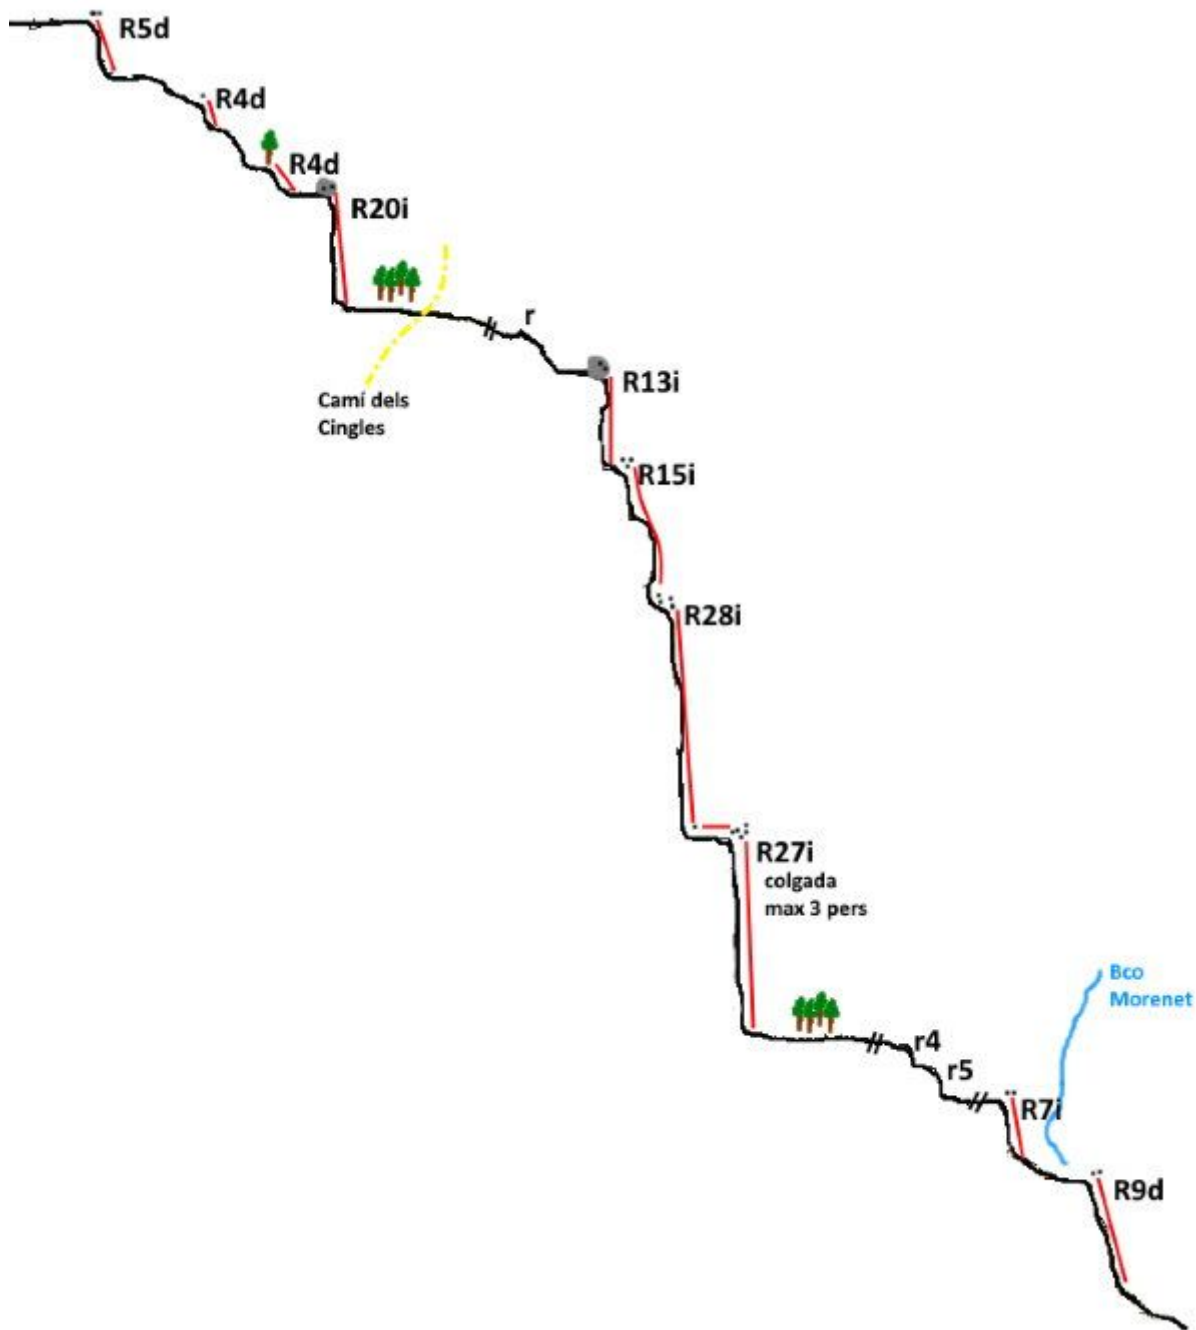 R5d
R4d
R4d
R20i
r
Camí dels
Cingles
R13i
R15i
R28i
R27i
colgada
max 3 pers
Bco
Morenet
r4
r5
R7i
R9d